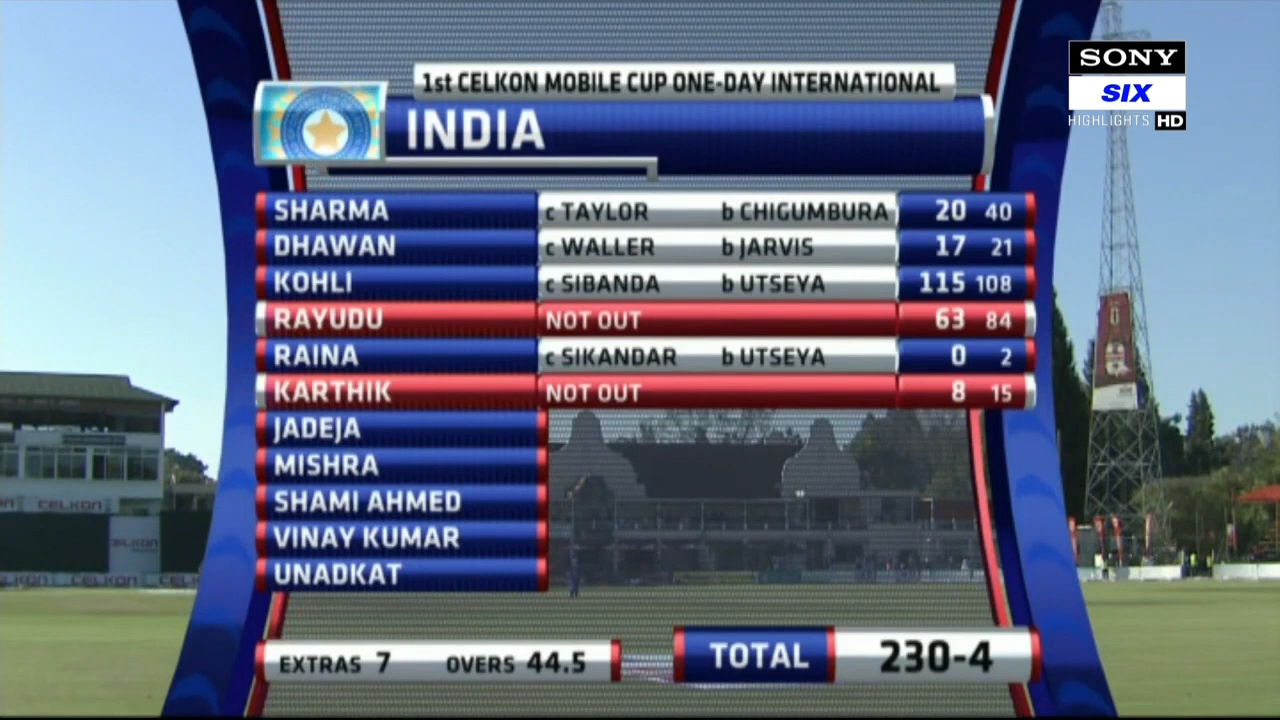 SONY
SIX
HIGHLIGHTS HD
1st CELKON MOBILE CUP ONE-DAY INTERNATIONAL
INDIA
SHARMA c TAYLOR b CHIGUMBURA 20 40
DHAWAN c WALLER b JARVIS 17 21
KOHLI c SIBANDA b UTSEYA 115 108
RAYUDU NOT OUT 63 84
RAINA c SIKANDAR b UTSEYA 0 2
KARTHIK NOT OUT 8 15
JADEJA
MISHRA
SHAMI AHMED
VINAY KUMAR
UNADKAT
EXTRAS 7 OVERS 44.5 TOTAL 230-4
CELKON
CELKON
CELKON